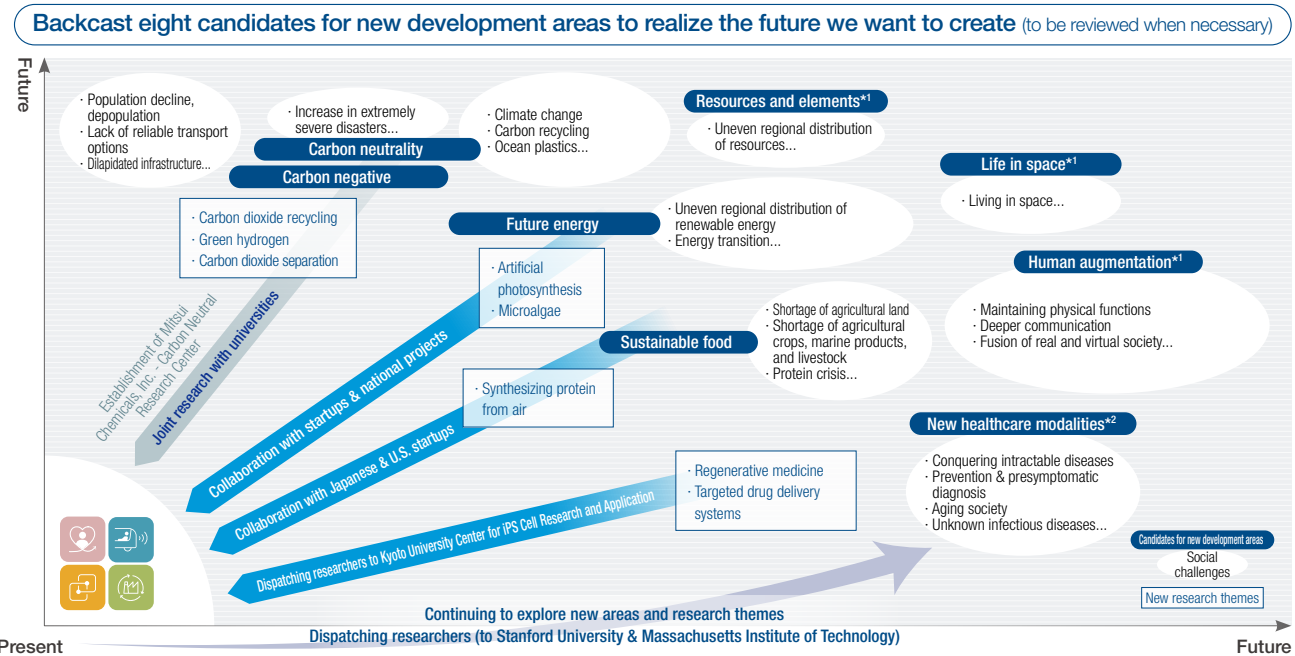 Backcast eight candidates for new development areas to realize the future we want to create (to be reviewed when necessary)
Future
· Population decline,
depopulation
· Lack of reliable transport
options
· Dilapidated infrastructure...
· Increase in extremely
severe disasters...
· Climate change
· Carbon recycling
· Ocean plastics...
Carbon neutrality
Carbon negative
Resources and elements*1
· Uneven regional distribution
of resources...
Life in space*1
· Living in space...
· Carbon dioxide recycling
· Green hydrogen
· Carbon dioxide separation
Future energy
· Uneven regional distribution of
renewable energy
· Energy transition...
· Artificial
photosynthesis
· Microalgae
Human augmentation*1
· Maintaining physical functions
· Deeper communication
· Fusion of real and virtual society...
Establishment of Mitsui
Chemicals, Inc. - Carbon Neutral
Research Center
Joint research with universities
Collaboration with startups & national projects
Sustainable food
· Shortage of agricultural land
· Shortage of agricultural
crops, marine products,
and livestock
· Protein crisis...
· Synthesizing protein
from air
Collaboration with Japanese & U.S. startups
New healthcare modalities*2
· Conquering intractable diseases
· Prevention & presymptomatic
diagnosis
· Aging society
· Unknown infectious diseases...
· Regenerative medicine
· Targeted drug delivery
systems
Dispatching researchers to Kyoto University Center for iPS Cell Research and Application
Candidates for new development areas
Social
challenges
New research themes
Continuing to explore new areas and research themes
Dispatching researchers (to Stanford University & Massachusetts Institute of Technology)
Present
Future